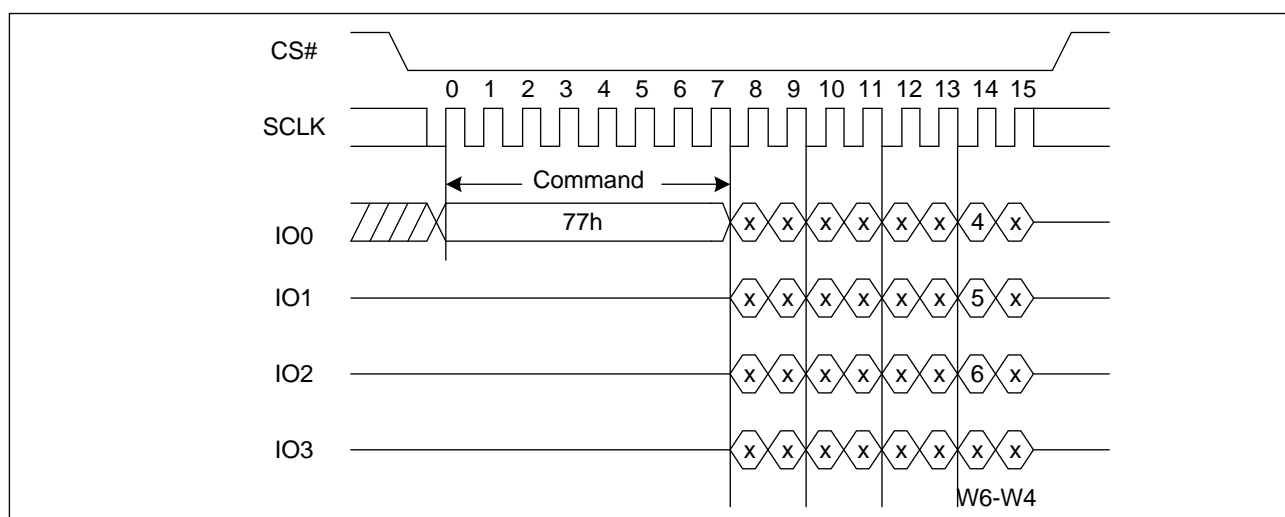 CS#
0 1 2 3 4 5 6 7 8 9 10 11 12 13 14 15
SCLK
Command
IO0 77h x x x x x x 4 x
IO1 x x x x x x 5 x
IO2 x x x x x x 6 x
IO3 x x x x x x x x
W6-W4